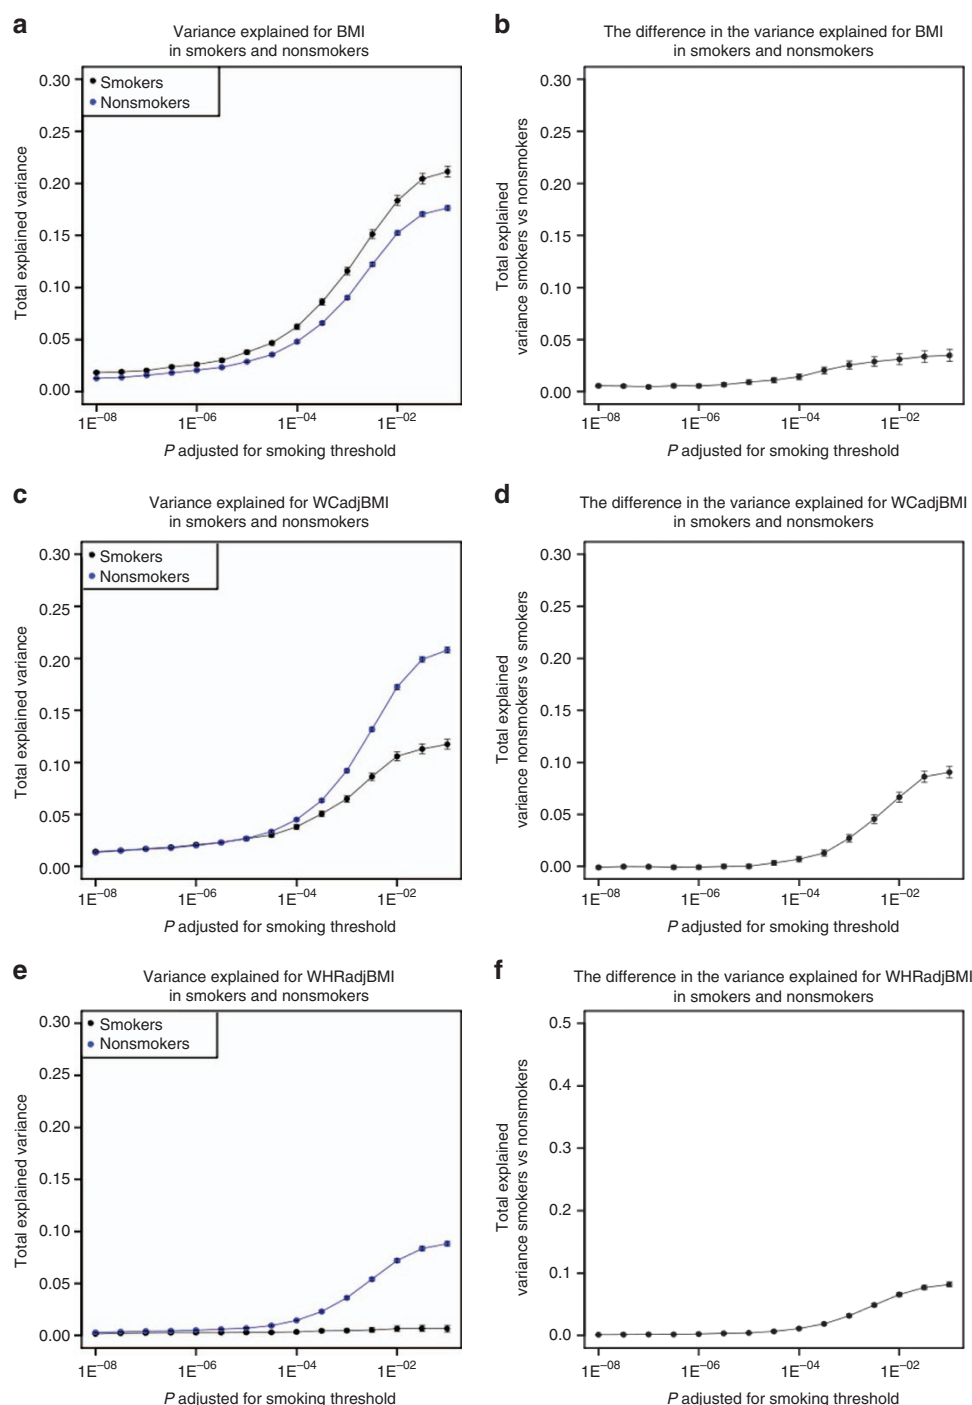 a
Variance explained for BMI
in smokers and nonsmokers
Smokers
Nonsmokers
Total explained variance
0.30
0.25
0.20
0.15
0.10
0.05
0.00
1E–08
1E–06
1E–04
1E–02
P adjusted for smoking threshold
b
The difference in the variance explained for BMI
in smokers and nonsmokers
Total explained
variance smokers vs nonsmokers
0.30
0.25
0.20
0.15
0.10
0.05
0.00
1E–08
1E–06
1E–04
1E–02
P adjusted for smoking threshold
c
Variance explained for WCadjBMI
in smokers and nonsmokers
Smokers
Nonsmokers
Total explained variance
0.30
0.25
0.20
0.15
0.10
0.05
0.00
1E–08
1E–06
1E–04
1E–02
P adjusted for smoking threshold
d
The difference in the variance explained for WCadjBMI
in smokers and nonsmokers
Total explained
variance nonsmokers vs smokers
0.30
0.25
0.20
0.15
0.10
0.05
0.00
1E–08
1E–06
1E–04
1E–02
P adjusted for smoking threshold
e
Variance explained for WHRadjBMI
in smokers and nonsmokers
Smokers
Nonsmokers
Total explained variance
0.30
0.25
0.20
0.15
0.10
0.05
0.00
1E–08
1E–06
1E–04
1E–02
P adjusted for smoking threshold
f
The difference in the variance explained for WHRadjBMI
in smokers and nonsmokers
Total explained
variance smokers vs nonsmokers
0.5
0.4
0.3
0.2
0.1
0.0
1E–08
1E–06
1E–04
1E–02
P adjusted for smoking threshold